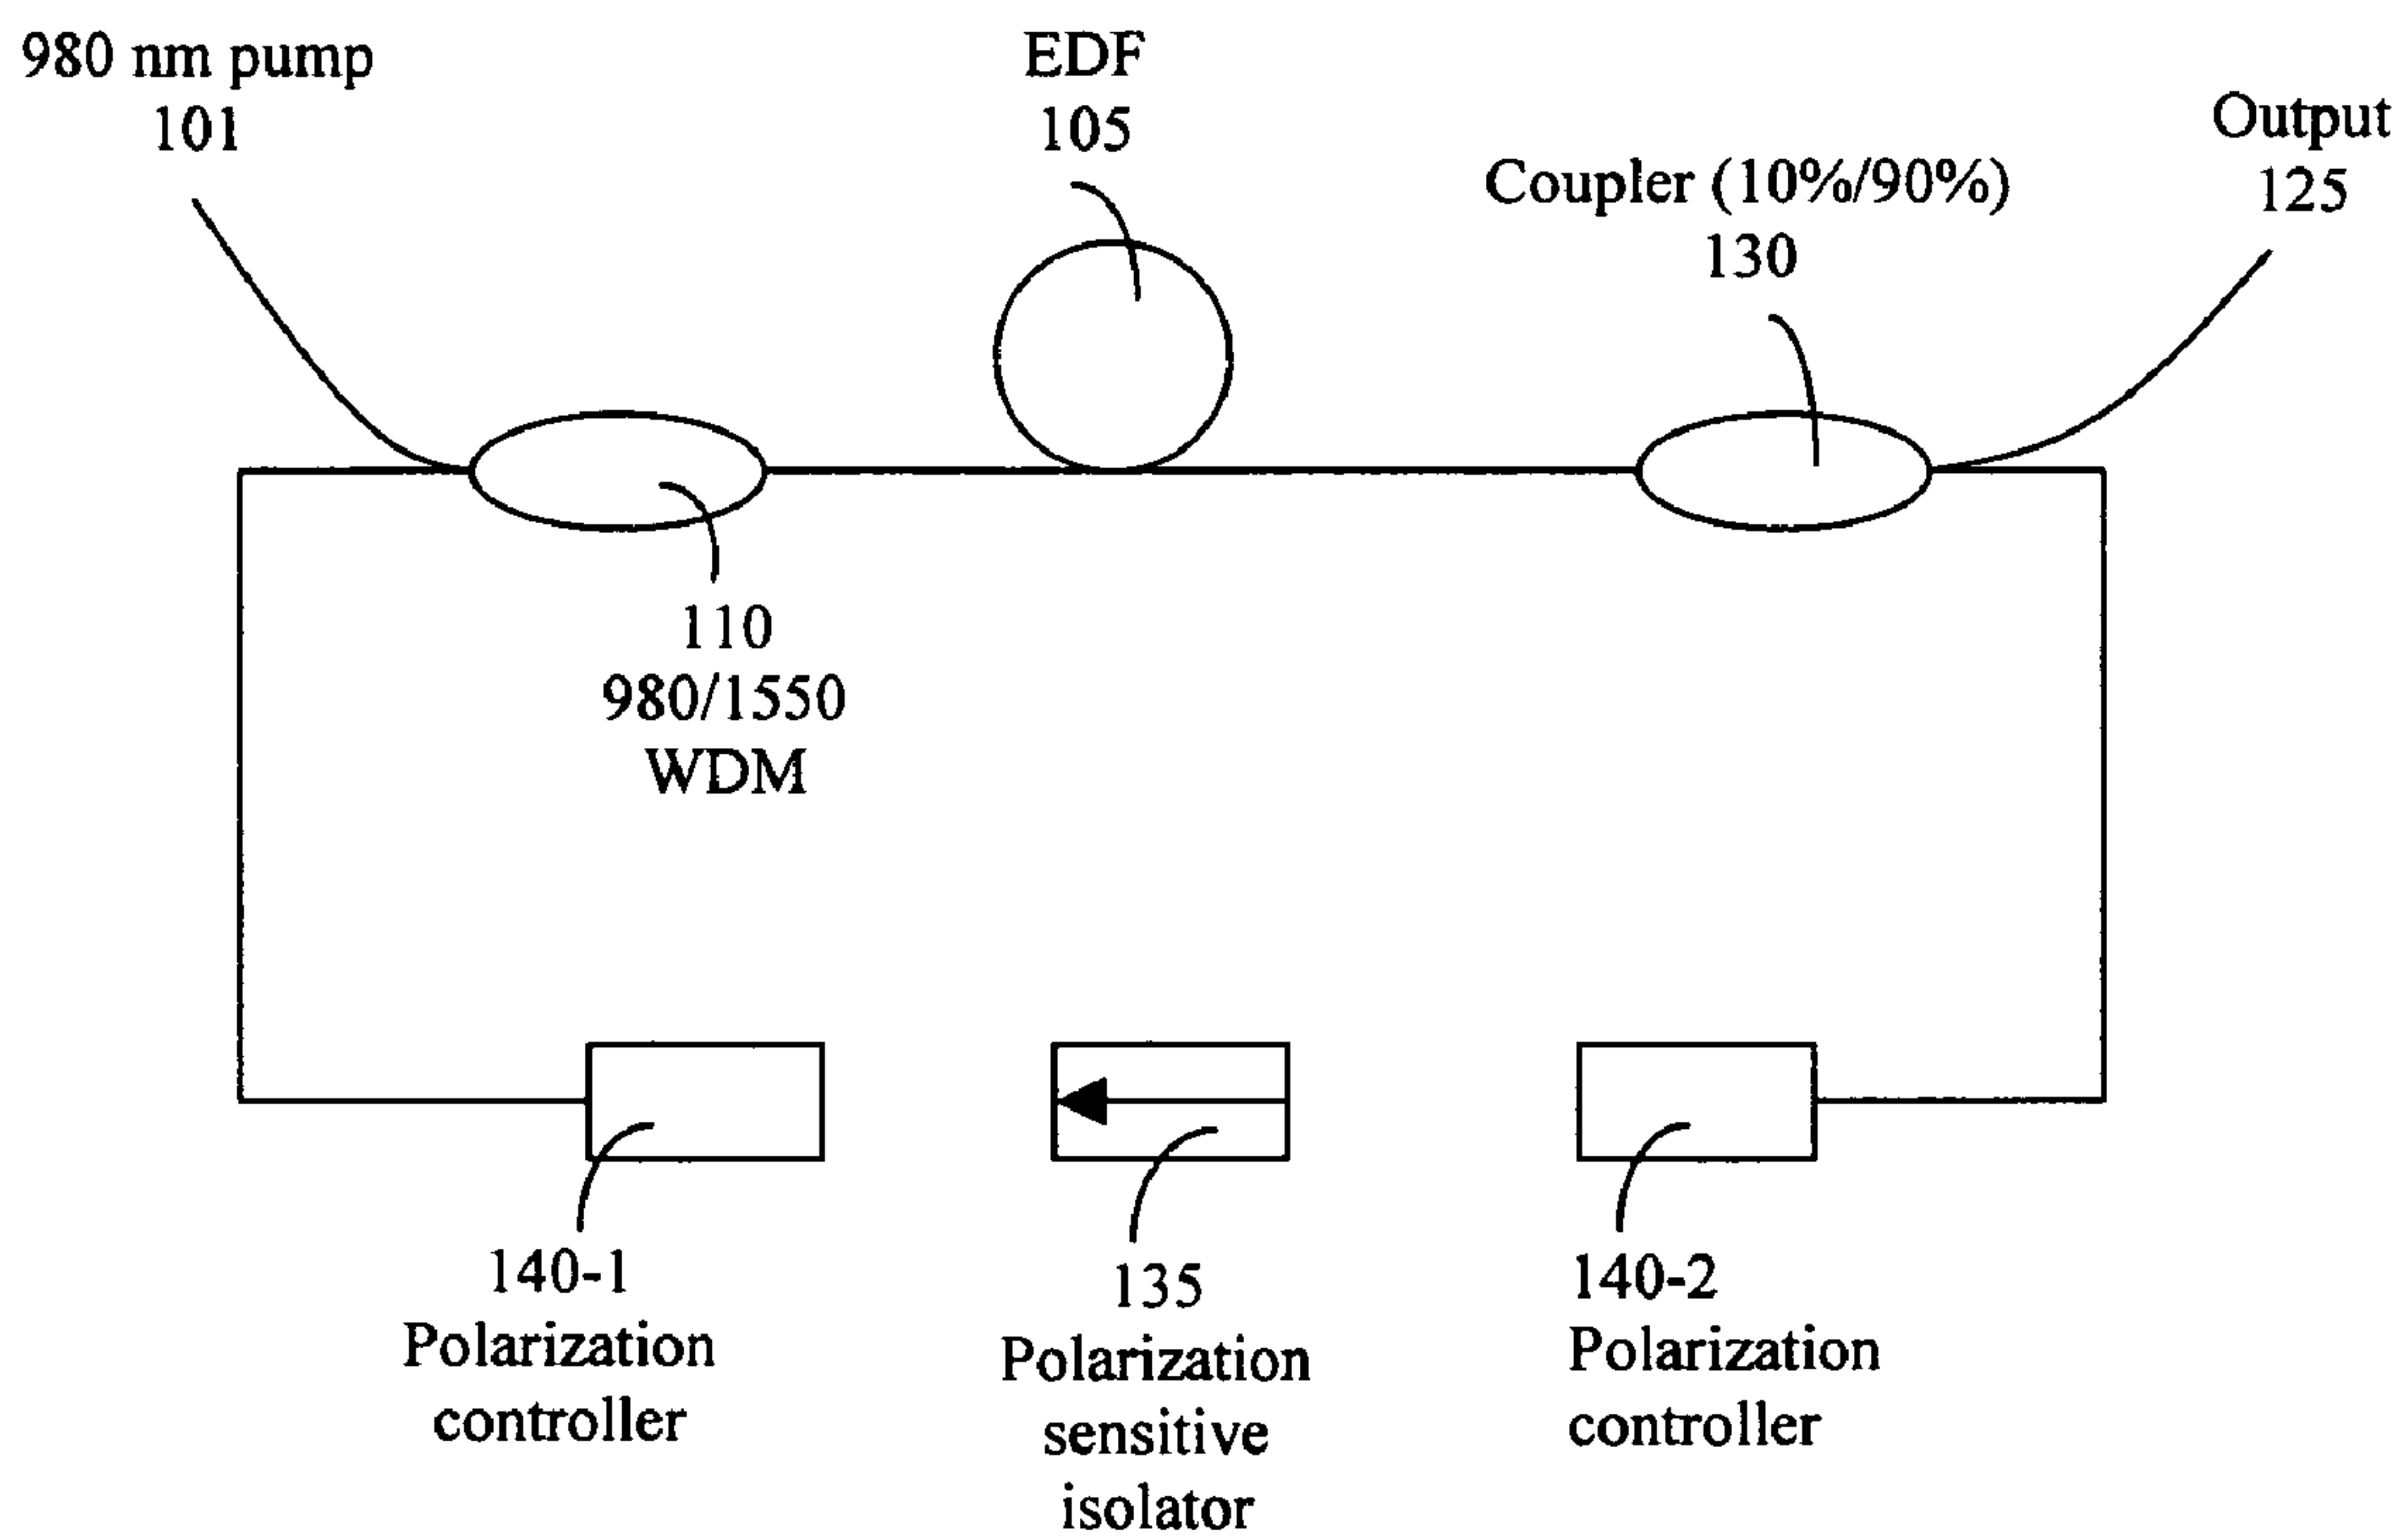 980 nm pump
101
EDF
105
Coupler (10%/90%)
130
Output
125
110
980/1550
WDM
140-1
Polarization
controller
135
Polarization
sensitive
isolator
140-2
Polarization
controller